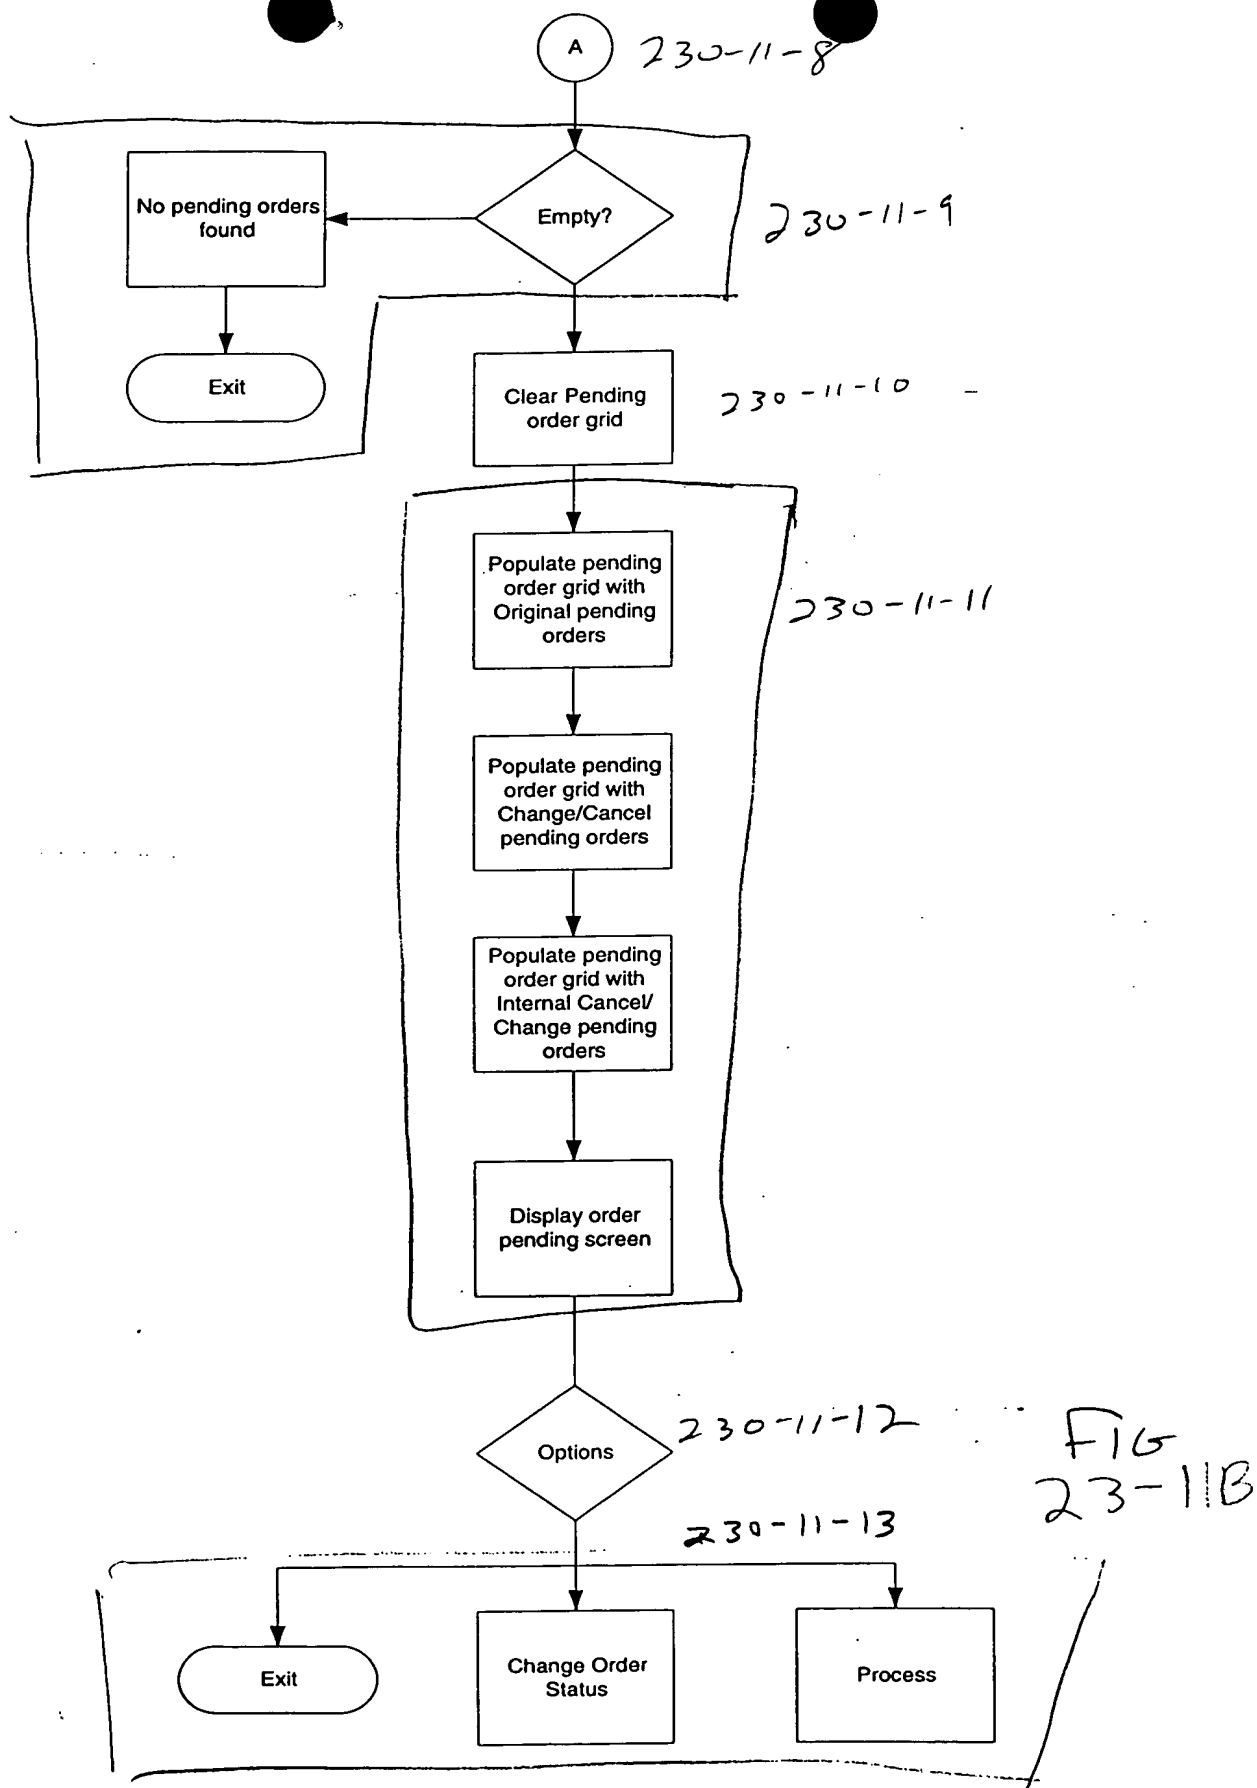 A
230-11-8
No pending orders
found
Empty?
230-11-9
Exit
Clear Pending
order grid
230-11-10
Populate pending
order grid with
Original pending
orders
230-11-11
Populate pending
order grid with
Change/Cancel
pending orders
Populate pending
order grid with
Internal Cancel/
Change pending
orders
Display order
pending screen
Options
230-11-12
FIG
23-11B
230-11-13
Exit
Change Order
Status
Process